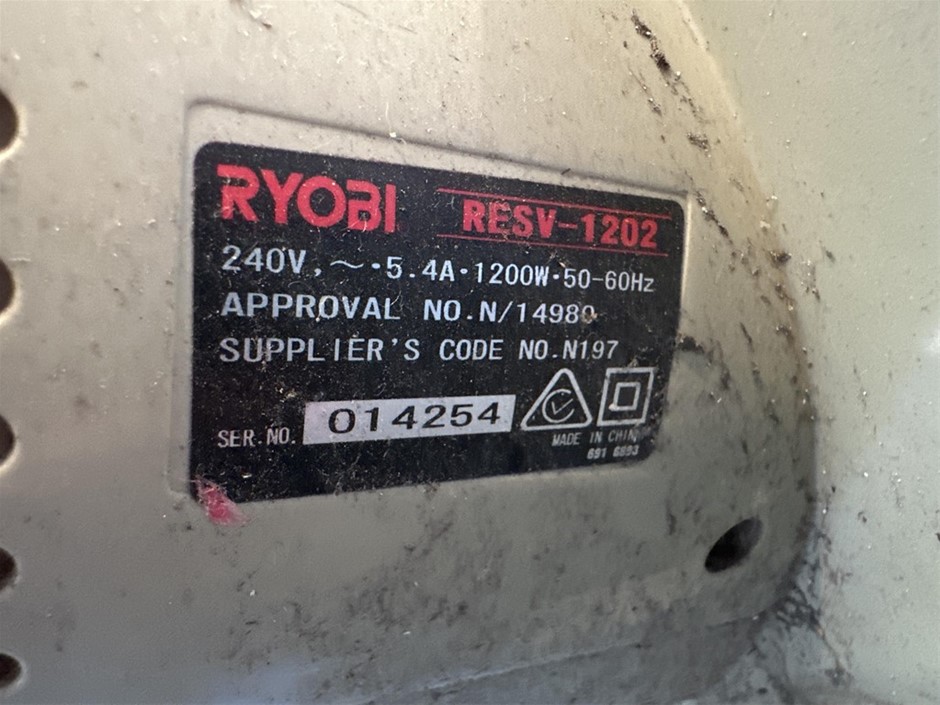 RYOBI RESV-1202
240V, ~·5.4A·1200W·50-60Hz
APPROVAL NO.N/14980
SUPPLIER'S CODE NO.N197
SER.NO. 014254
MADE IN CHINA
691 6893